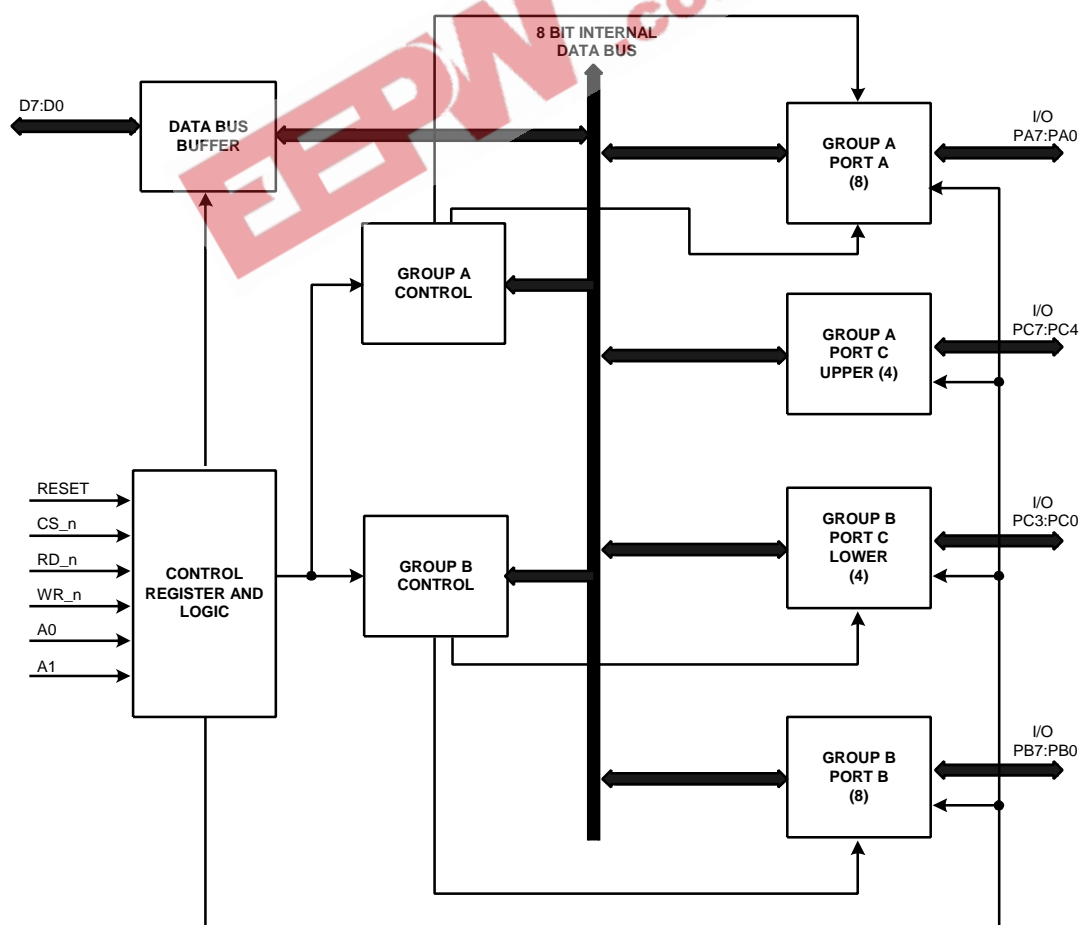 EEPW.com
8 BIT INTERNAL
DATA BUS
D7:D0
DATA BUS
BUFFER
GROUP A
PORT A
(8)
I/O
PA7:PA0
GROUP A
CONTROL
GROUP A
PORT C
UPPER (4)
I/O
PC7:PC4
RESET
CS_n
RD_n
WR_n
A0
A1
CONTROL
REGISTER AND
LOGIC
GROUP B
CONTROL
GROUP B
PORT C
LOWER
(4)
I/O
PC3:PC0
GROUP B
PORT B
(8)
I/O
PB7:PB0